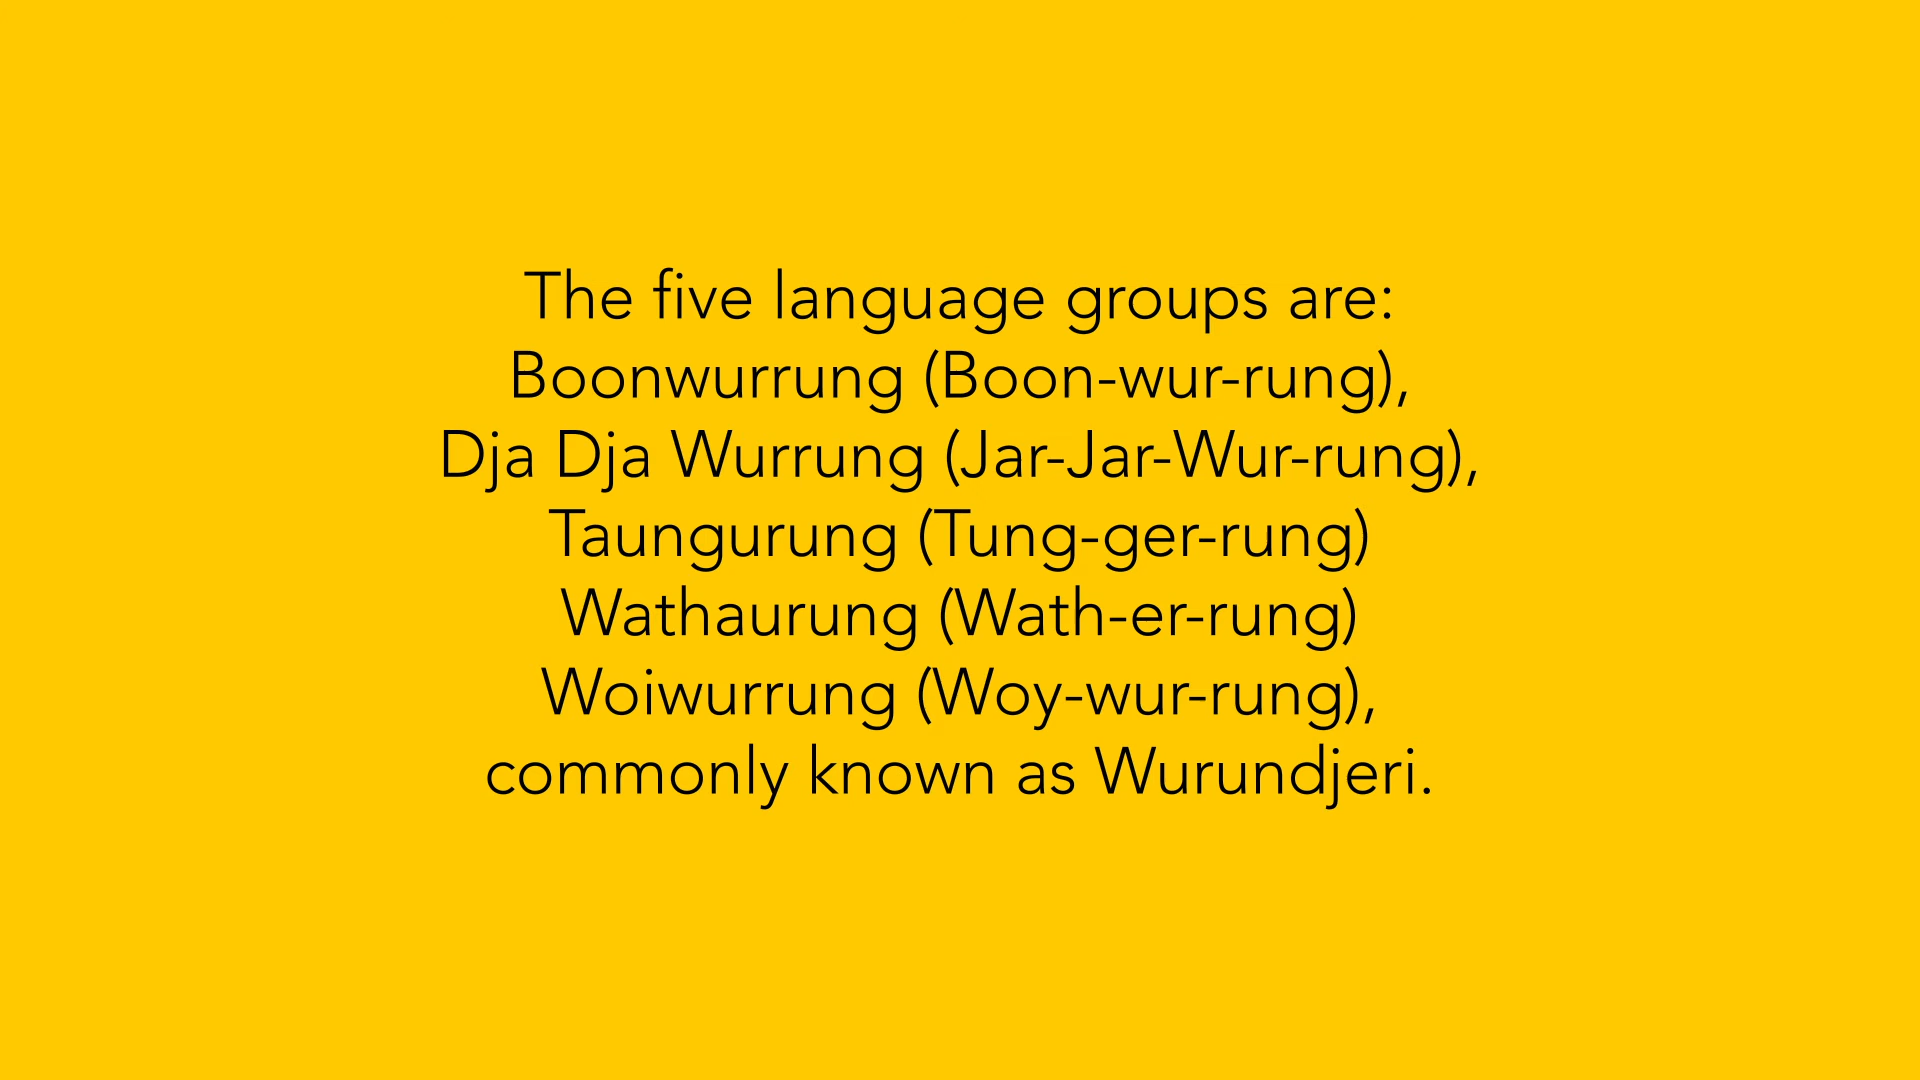 The five language groups are:
Boonwurrung (Boon-wur-rung),
Dja Dja Wurrung (Jar-Jar-Wur-rung),
Taungurung (Tung-ger-rung)
Wathaurung (Wath-er-rung)
Woiwurrung (Woy-wur-rung),
commonly known as Wurundjeri.